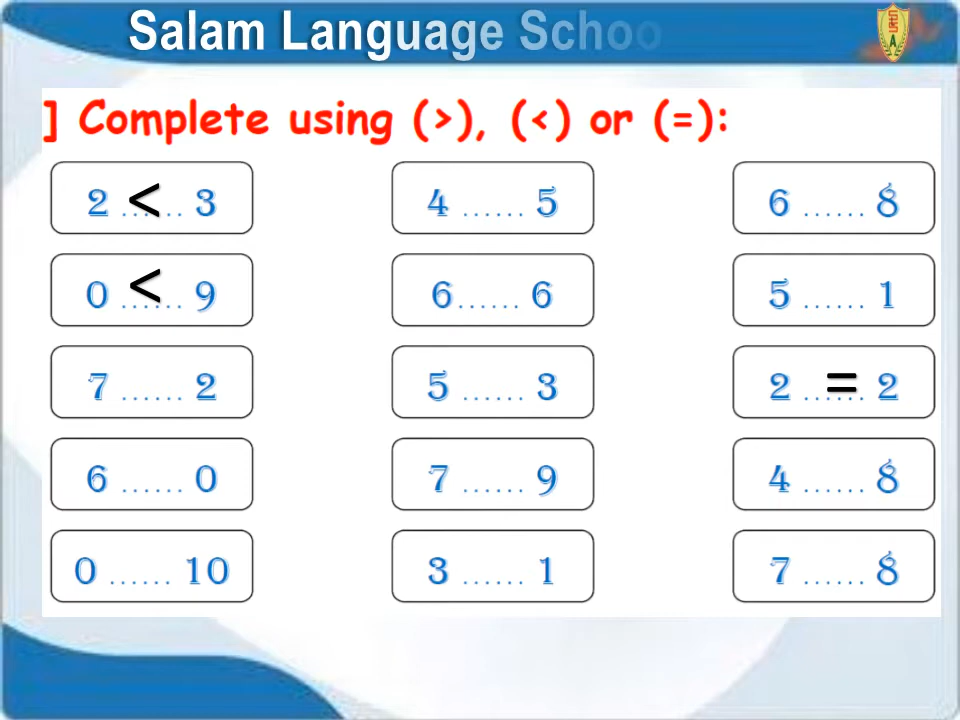 Salam Language Schoo
] Complete using (>), (<) or (=):
2 ...<... 3 4 ...... 5 6 ...... 8
0 ...<... 9 6 ...... 6 5 ...... 1
7 ...... 2 5 ...... 3 2 ...=... 2
6 ...... 0 7 ...... 9 4 ...... 8
0 ...... 10 3 ...... 1 7 ...... 8